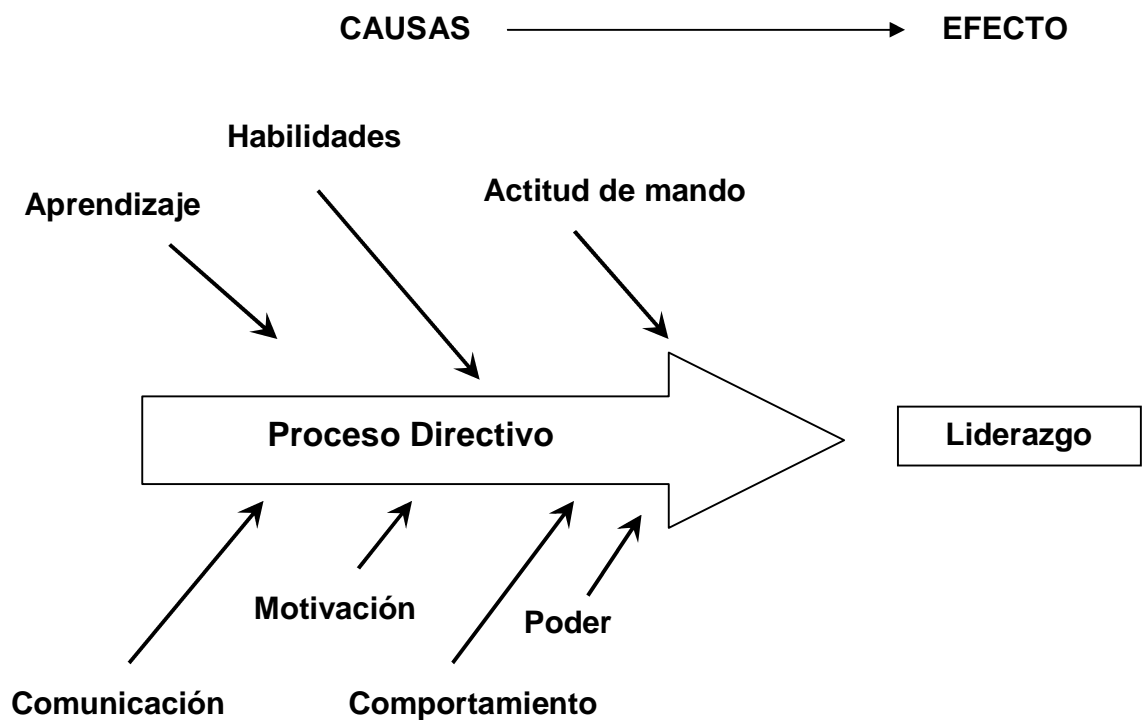 CAUSAS EFECTO
Habilidades
Actitud de mando
Aprendizaje
Proceso Directivo
Liderazgo
Motivación
Poder
Comunicación
Comportamiento